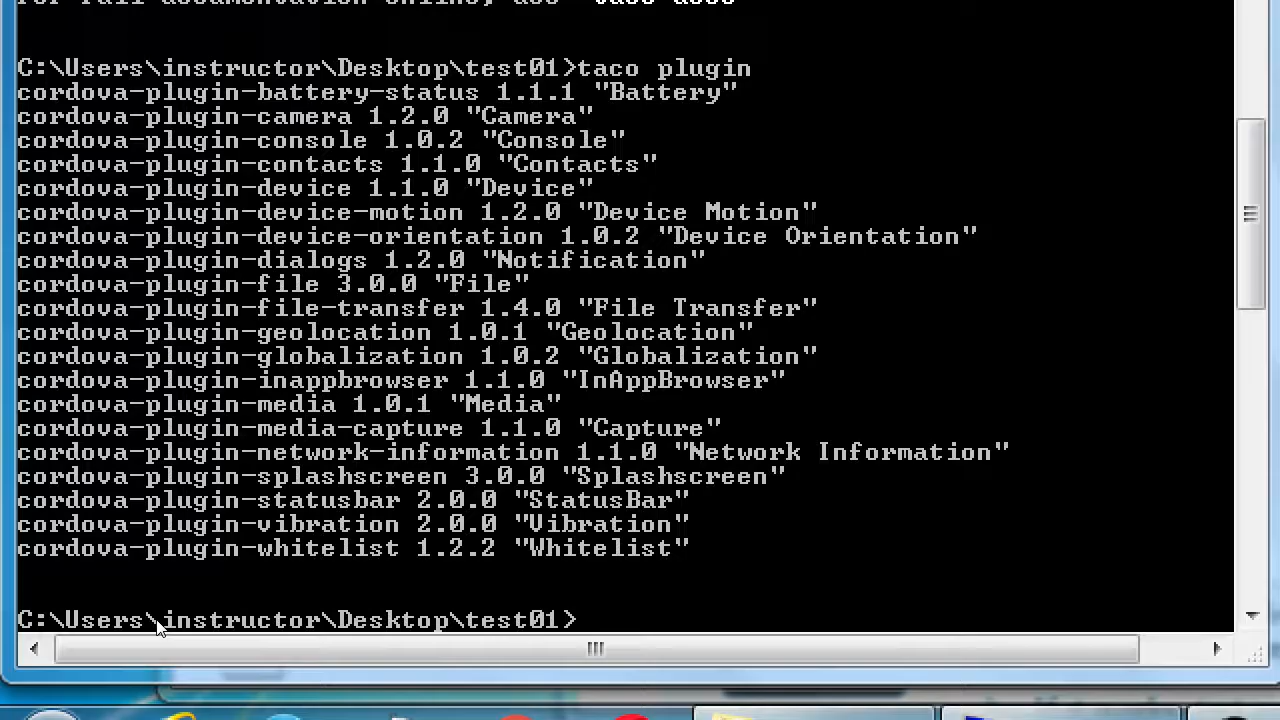 C:\Users\instructor\Desktop\test01>taco plugin
cordova-plugin-battery-status 1.1.1 "Battery"
cordova-plugin-camera 1.2.0 "Camera"
cordova-plugin-console 1.0.2 "Console"
cordova-plugin-contacts 1.1.0 "Contacts"
cordova-plugin-device 1.1.0 "Device"
cordova-plugin-device-motion 1.2.0 "Device Motion"
cordova-plugin-device-orientation 1.0.2 "Device Orientation"
cordova-plugin-dialogs 1.2.0 "Notification"
cordova-plugin-file 3.0.0 "File"
cordova-plugin-file-transfer 1.4.0 "File Transfer"
cordova-plugin-geolocation 1.0.1 "Geolocation"
cordova-plugin-globalization 1.0.2 "Globalization"
cordova-plugin-inappbrowser 1.1.0 "InAppBrowser"
cordova-plugin-media 1.0.1 "Media"
cordova-plugin-media-capture 1.1.0 "Capture"
cordova-plugin-network-information 1.1.0 "Network Information"
cordova-plugin-splashscreen 3.0.0 "Splashscreen"
cordova-plugin-statusbar 2.0.0 "StatusBar"
cordova-plugin-vibration 2.0.0 "Vibration"
cordova-plugin-whitelist 1.2.2 "Whitelist"
C:\Users\instructor\Desktop\test01>